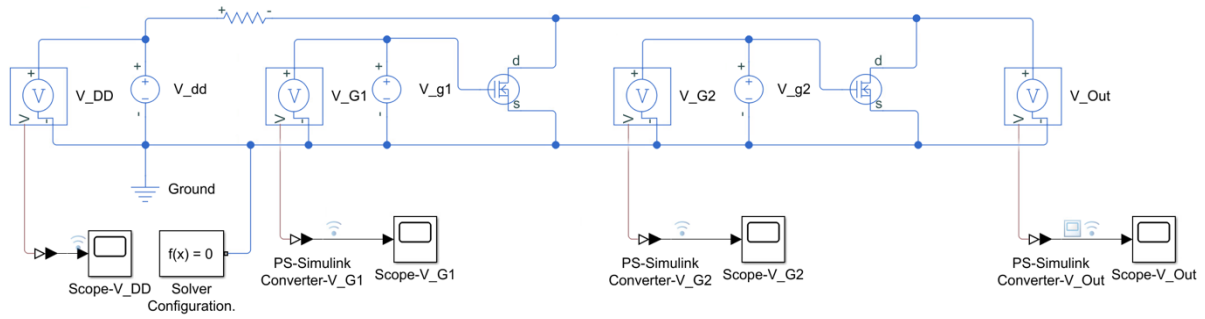 + -
+ V V - V_DD
+ - V_dd
+ V V - V_G1
+ - V_g1
d
s
+ V V - V_G2
+ - V_g2
d
s
+ V V - V_Out
Ground
Scope-V_DD
f(x) = 0
Solver
Configuration.
PS-Simulink
Converter-V_G1
Scope-V_G1
PS-Simulink
Converter-V_G2
Scope-V_G2
PS-Simulink
Converter-V_Out
Scope-V_Out